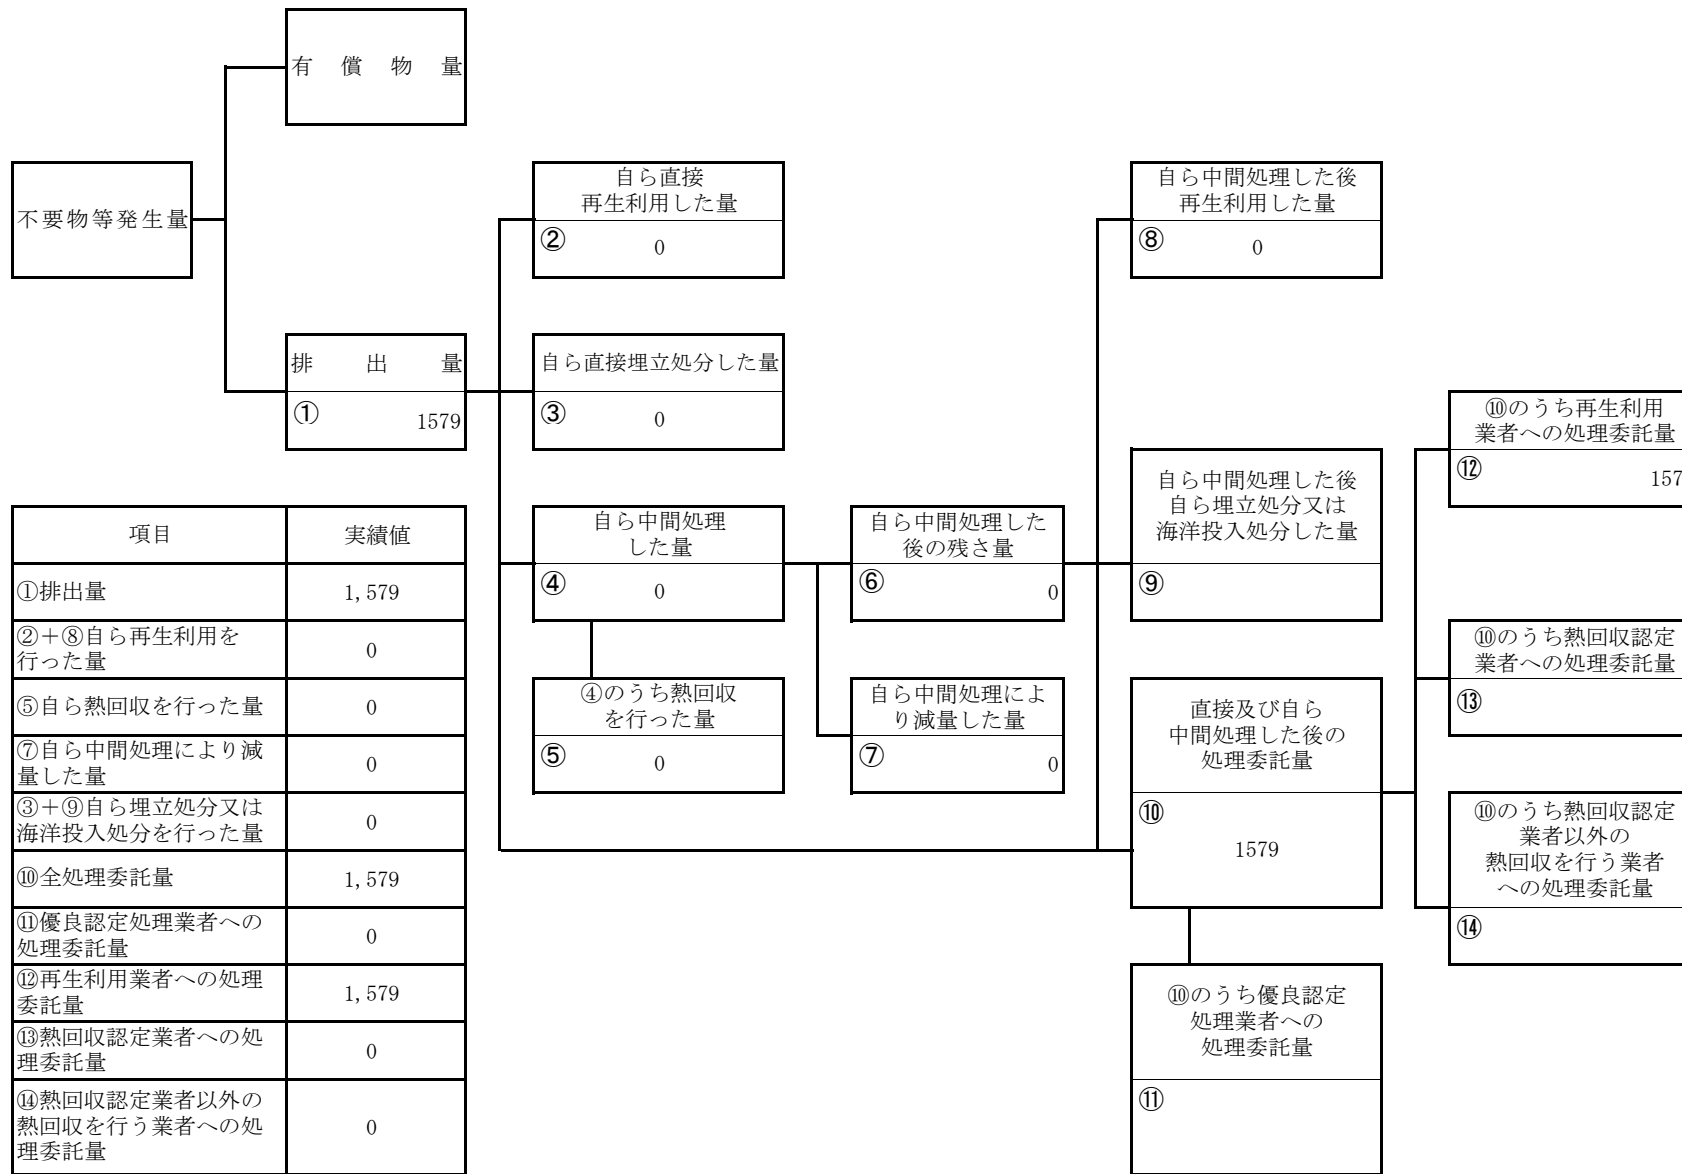 有償物量
不要物等発生量
自ら直接
再生利用した量
② 0
自ら中間処理した後
再生利用した量
⑧ 0
排出量
① 1579
自ら直接埋立処分した量
③ 0
⑩のうち再生利用
業者への処理委託量
⑫ 157
自ら中間処理した後
自ら埋立処分又は
海洋投入処分した量
⑨
自ら中間処理
した量
④ 0
自ら中間処理した
後の残さ量
⑥ 0
⑩のうち熱回収認定
業者への処理委託量
⑬
④のうち熱回収
を行った量
⑤ 0
自ら中間処理によ
り減量した量
⑦ 0
直接及び自ら
中間処理した後の
処理委託量
⑩
1579
⑩のうち熱回収認定
業者以外の
熱回収を行う業者
への処理委託量
⑭
⑩のうち優良認定
処理業者への
処理委託量
⑪
項目 実績値
①排出量 1,579
②+⑧自ら再生利用を
行った量 0
⑤自ら熱回収を行った量 0
⑦自ら中間処理により減
量した量 0
③+⑨自ら埋立処分又は
海洋投入処分を行った量 0
⑩全処理委託量 1,579
⑪優良認定処理業者への
処理委託量 0
⑫再生利用業者への処理
委託量 1,579
⑬熱回収認定業者への処
理委託量 0
⑭熱回収認定業者以外の
熱回収を行う業者への処
理委託量 0